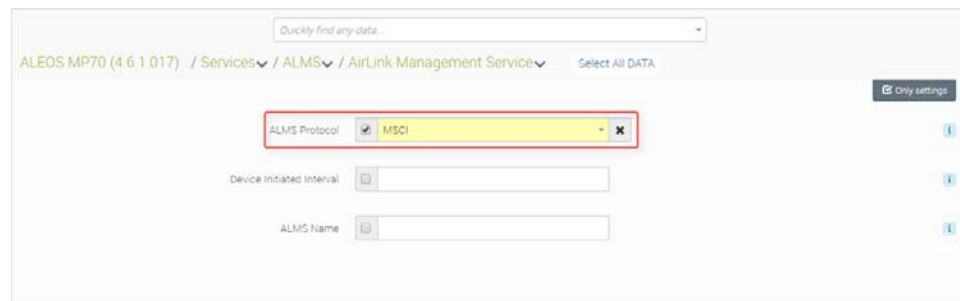 Quickly find any data...
ALEOS MP70 (4.6.1.017) / Services / ALMS / AirLink Management Service Select All DATA
Only settings
ALMS Protocol MSCI
Device Initiated Interval
ALMS Name